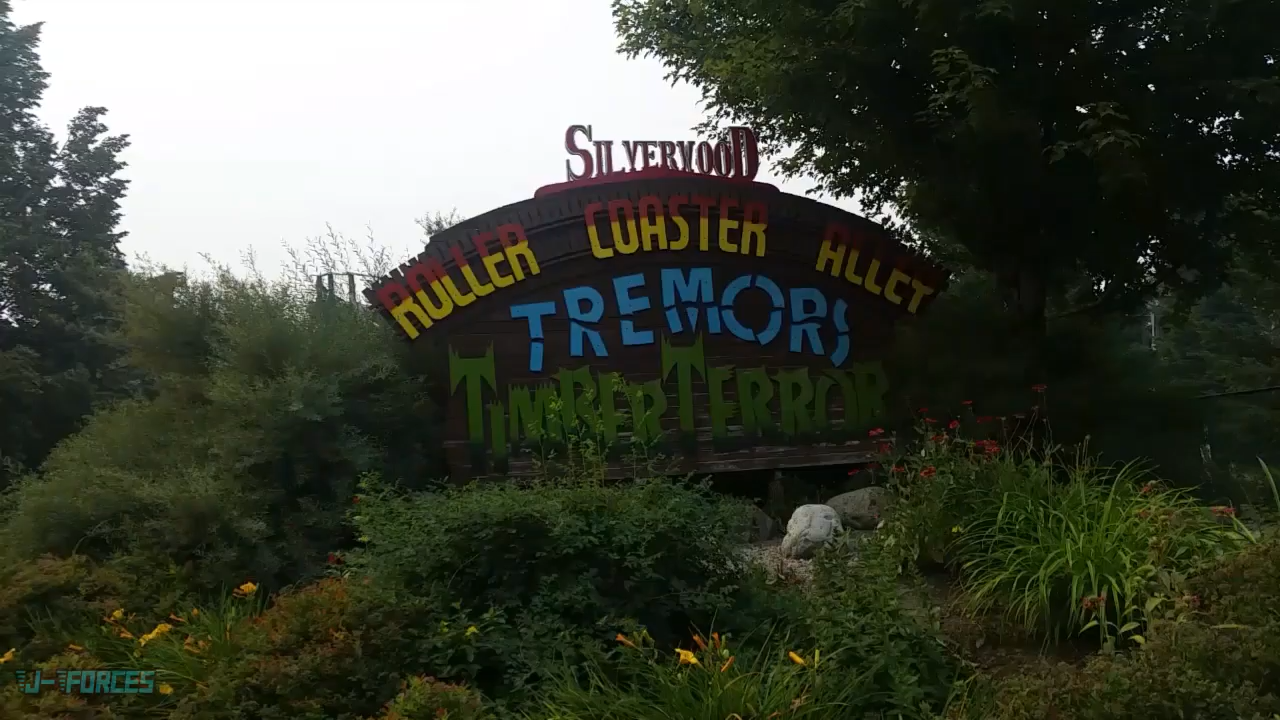 SILVERWOOD
ROLLER COASTER ALLEY
TREMORS
TIMBER TERROR
J-FORCES